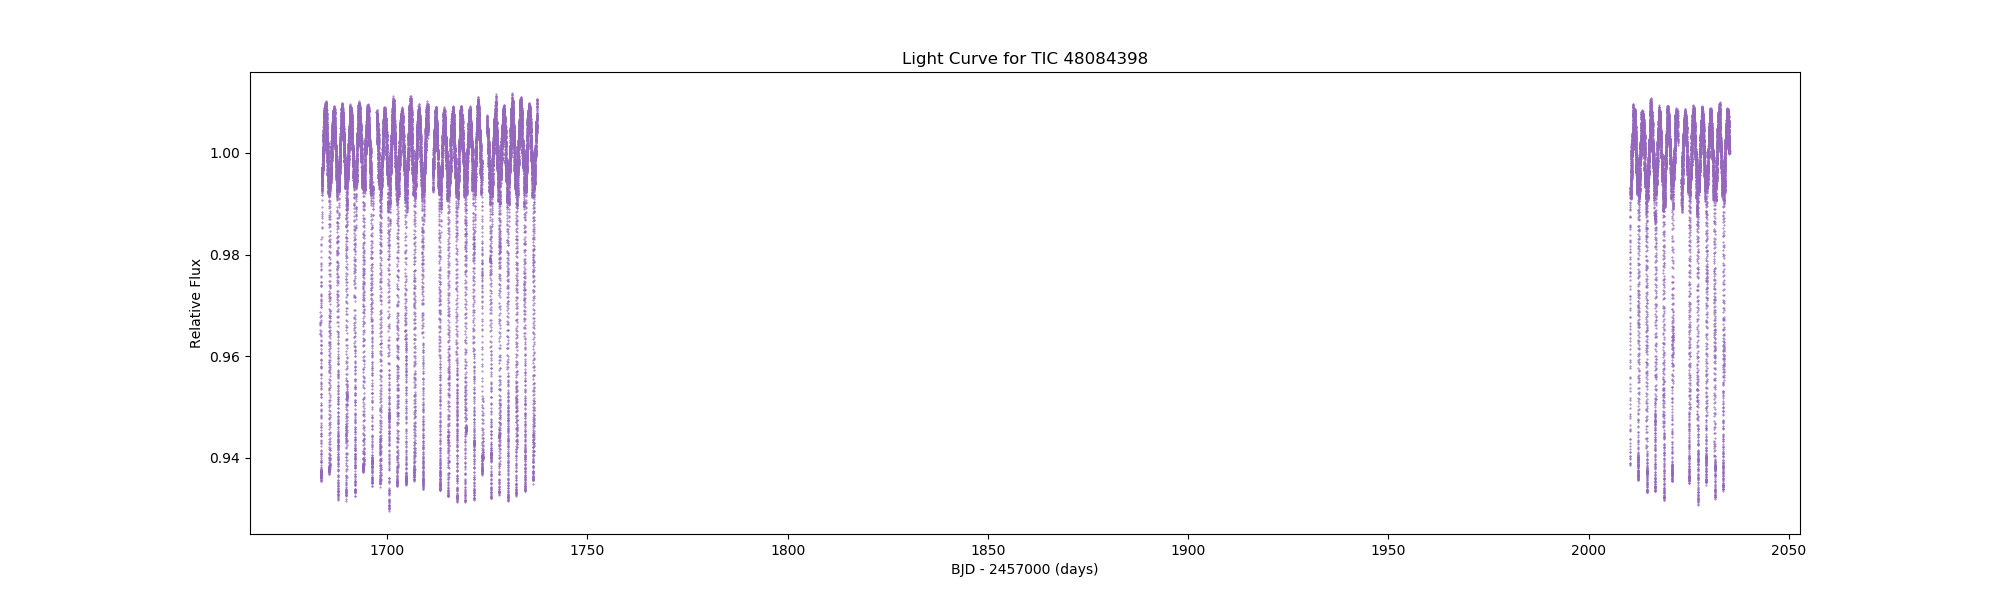 Light Curve for TIC 48084398
Relative Flux
1.00
0.98
0.96
0.94
1700 1750 1800 1850 1900 1950 2000 2050
BJD - 2457000 (days)